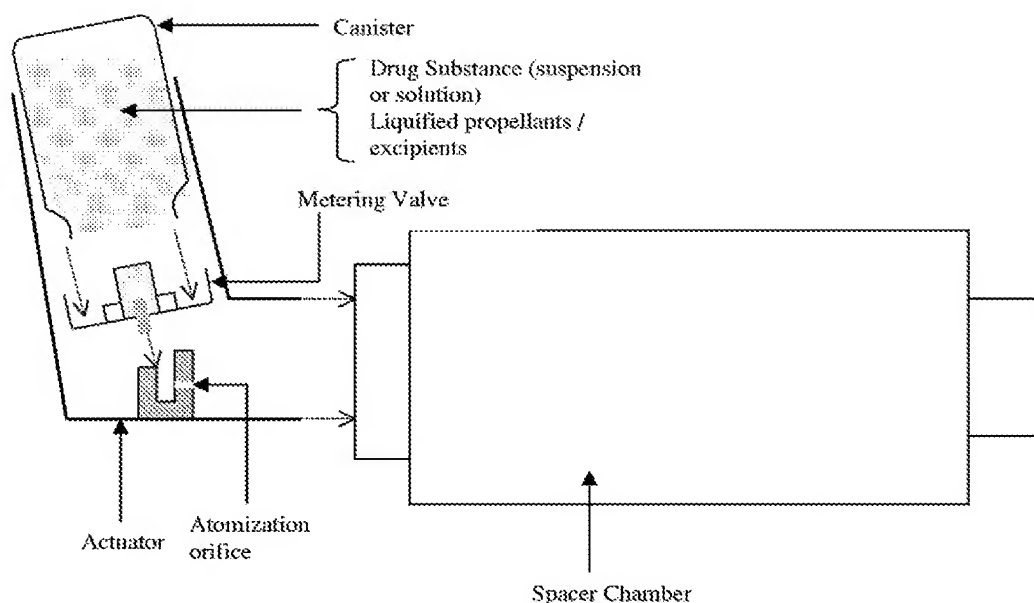 Canister
Drug Substance (suspension
or solution)
Liquified propellants /
excipients
Metering Valve
Atomization
orifice
Actuator
Spacer Chamber